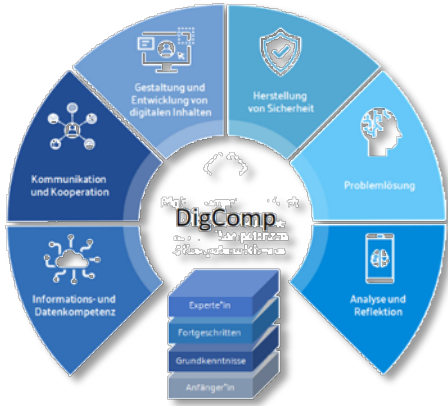 Gestaltung und
Entwicklung von
digitalen Inhalten
Herstellung
von Sicherheit
Kommunikation
und Kooperation
Problemlösung
DigComp
Informations- und
Datenkompetenz
Analyse und
Reflektion
Experte*in
Fortgeschritten
Grundkenntnisse
Anfänger*in